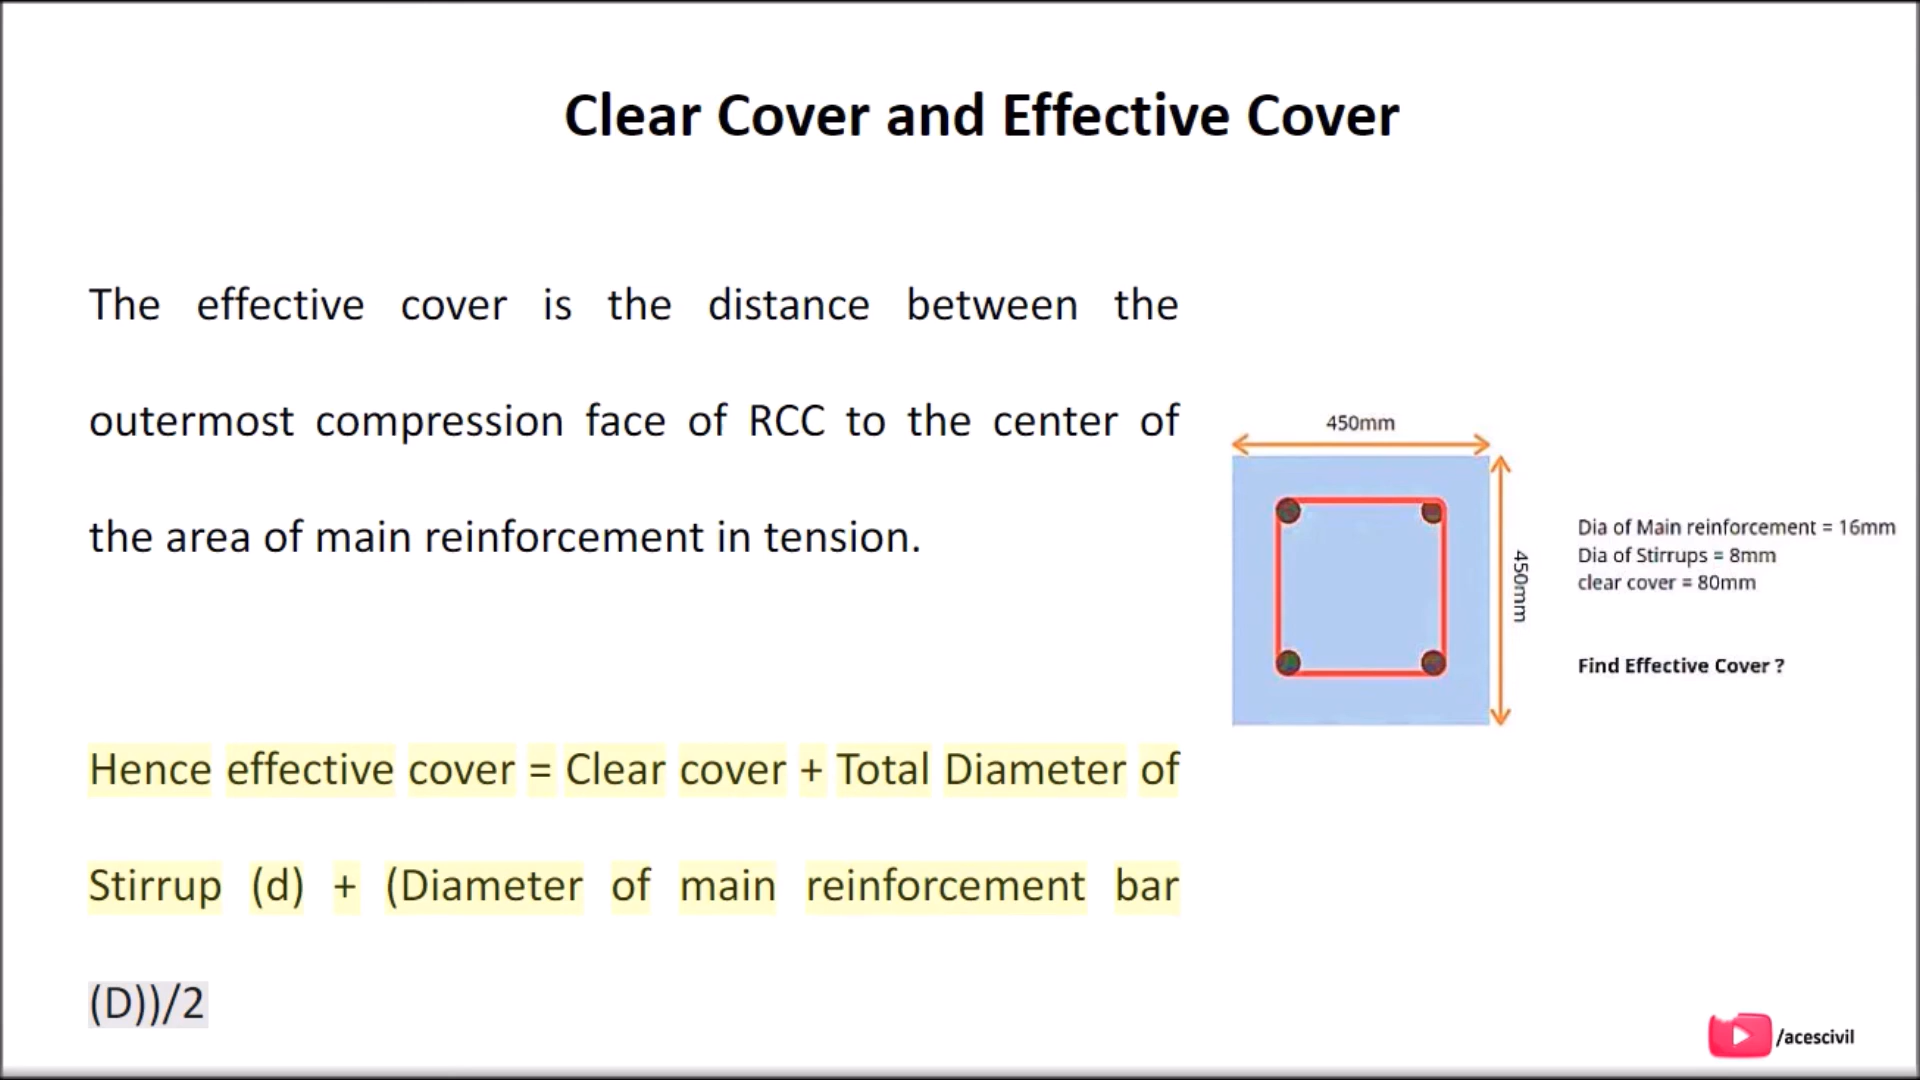 Clear Cover and Effective Cover
The effective cover is the distance between the
outermost compression face of RCC to the center of
the area of main reinforcement in tension.
Hence effective cover = Clear cover + Total Diameter of
Stirrup (d) + (Diameter of main reinforcement bar
(D))/2
450mm
450mm
Dia of Main reinforcement = 16mm
Dia of Stirrups = 8mm
clear cover = 80mm
Find Effective Cover ?
/acescivil